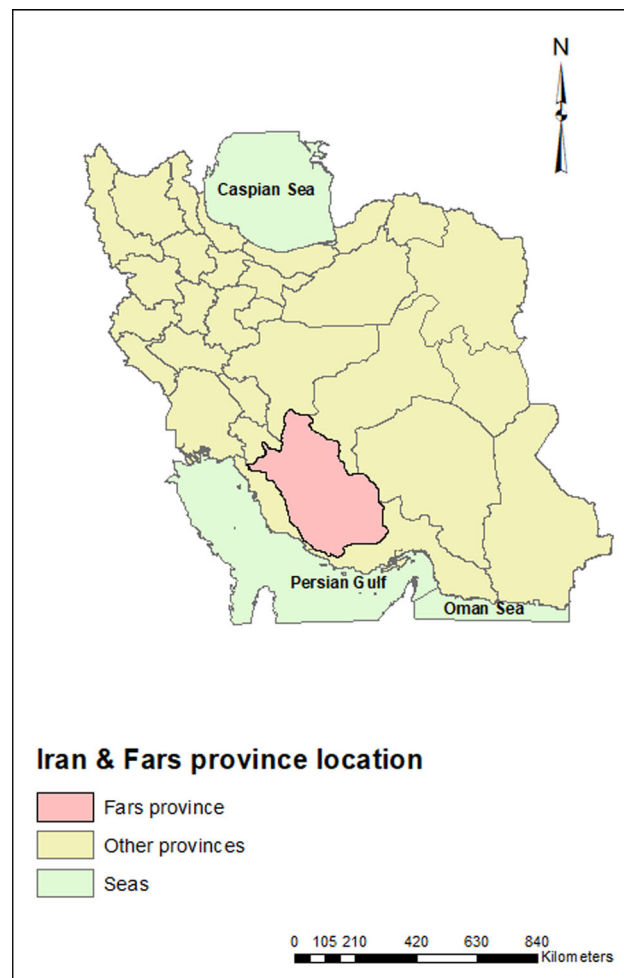 N
Caspian Sea
Persian Gulf
Oman Sea
Iran & Fars province location
Fars province
Other provinces
Seas
0 105 210 420 630 840
Kilometers